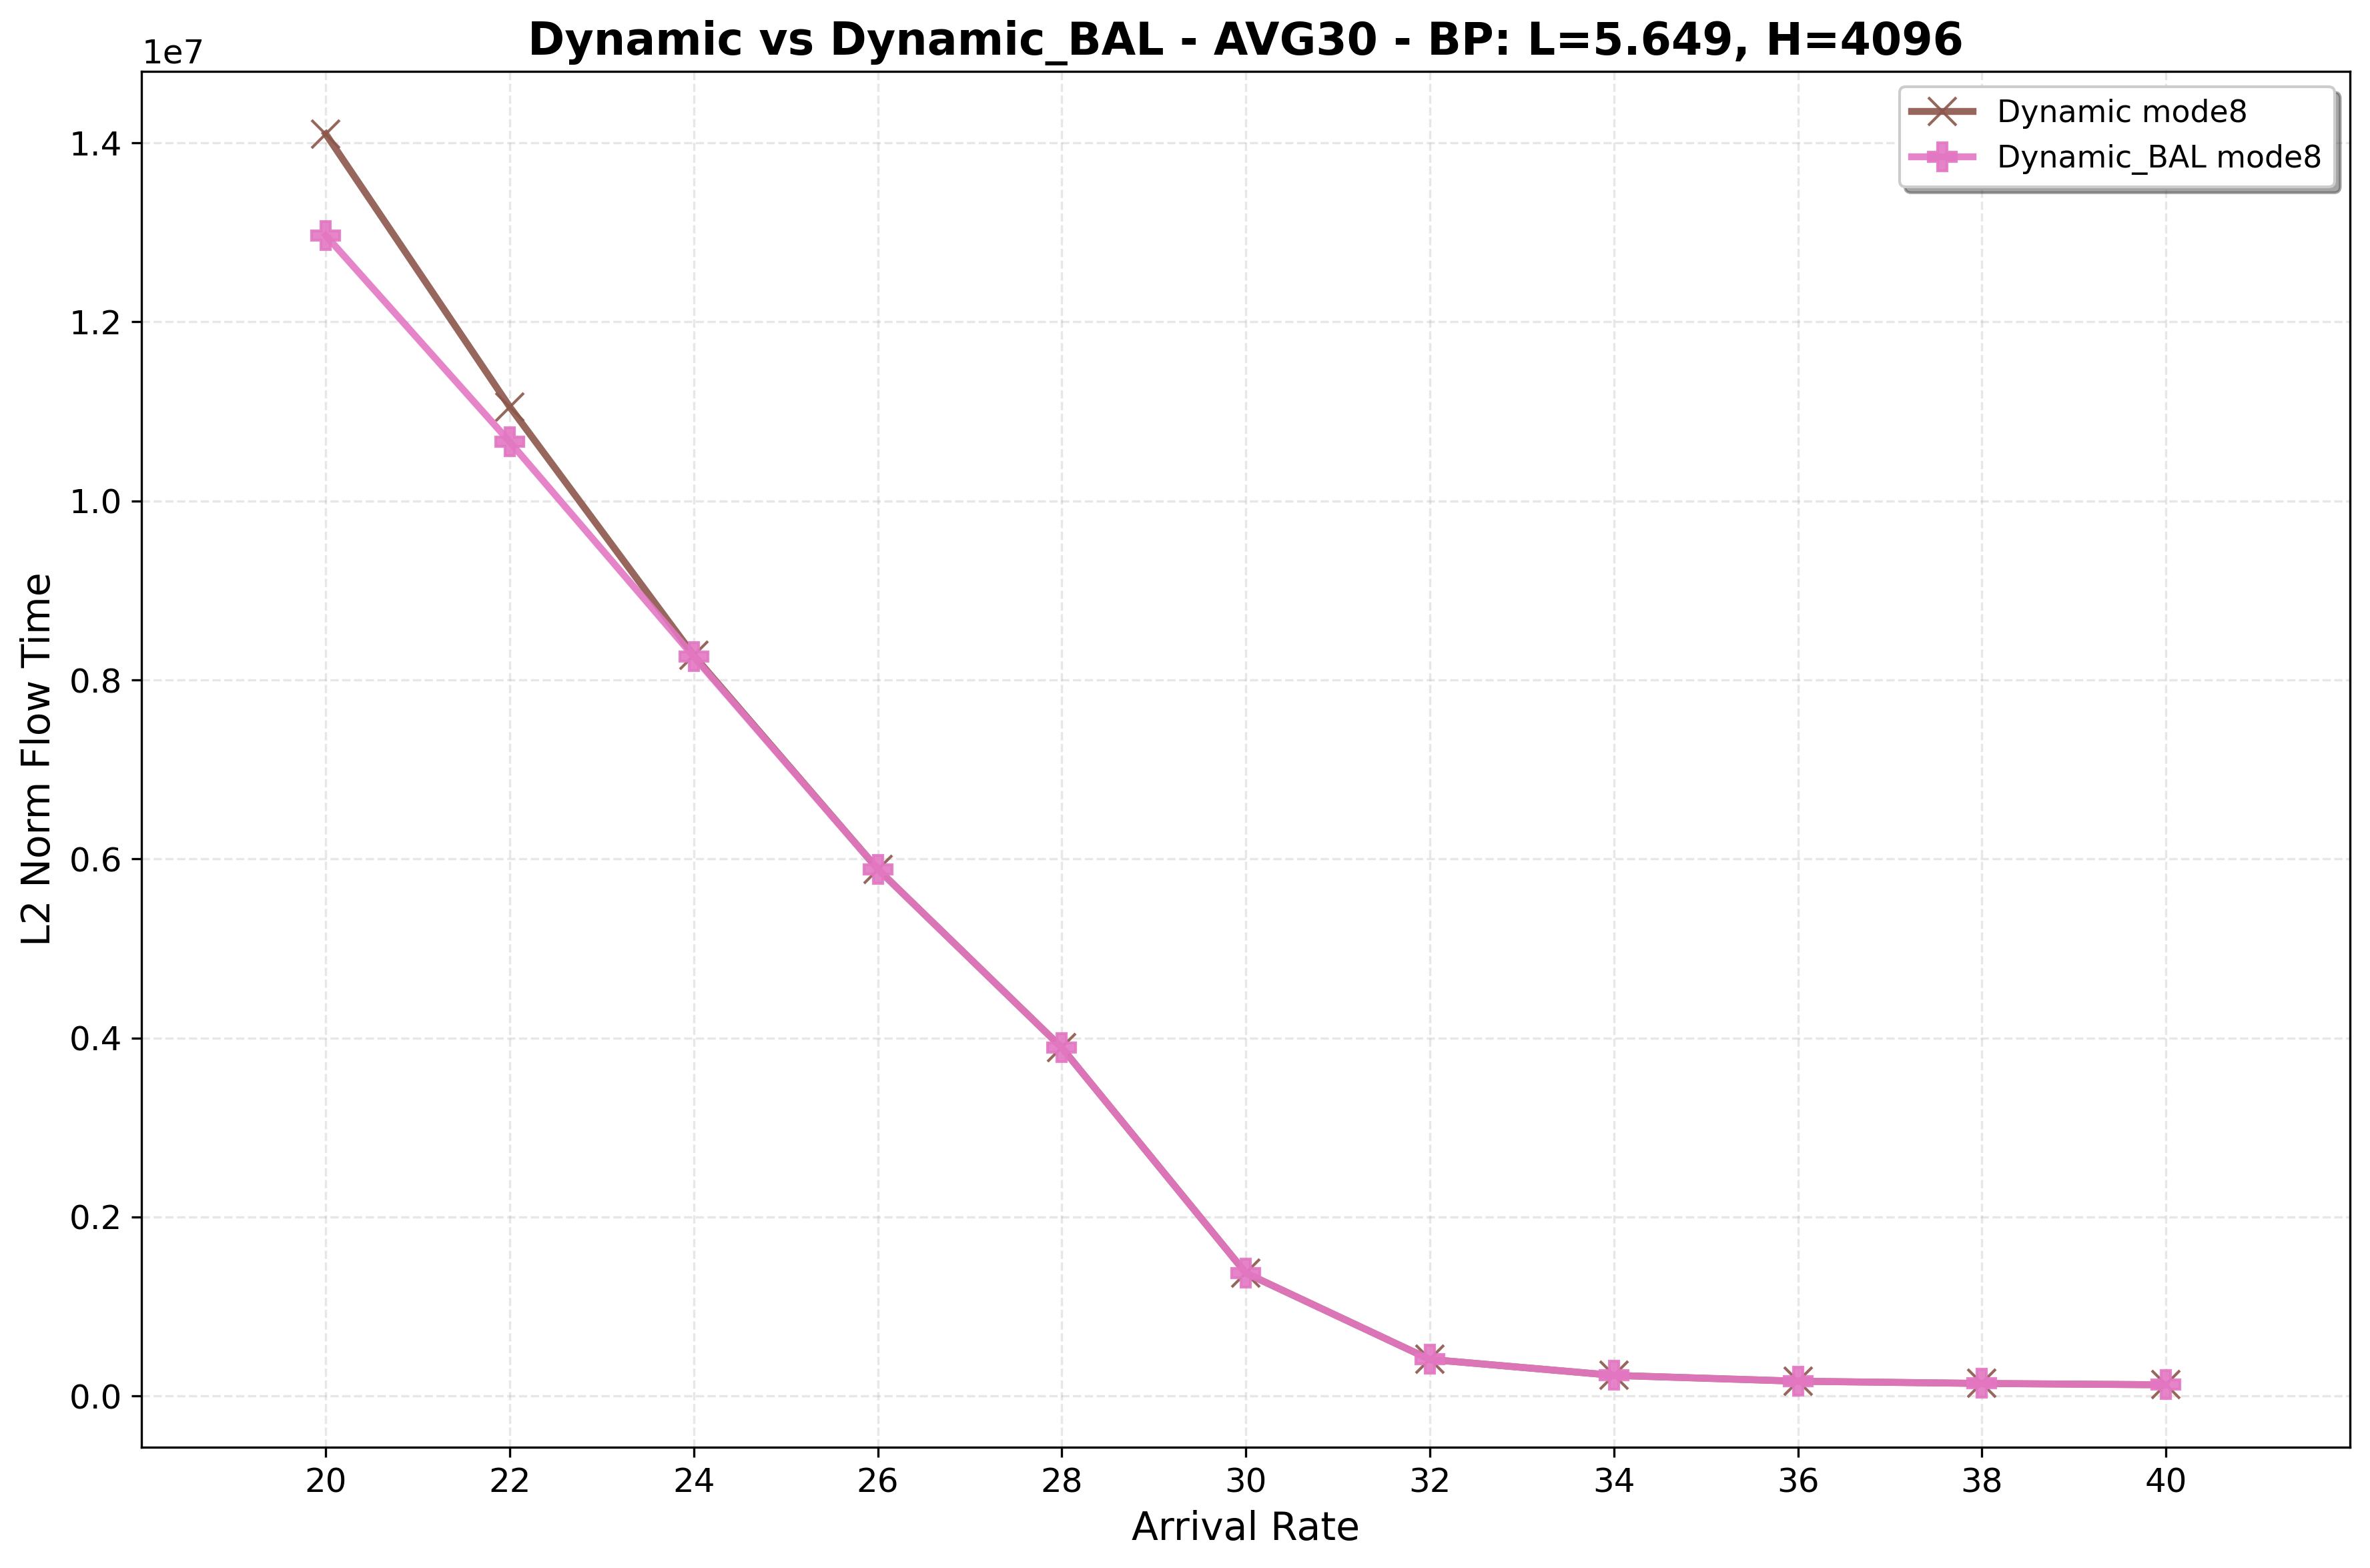 Dynamic vs Dynamic_BAL - AVG30 - BP: L=5.649, H=4096
1e7
Dynamic mode8
Dynamic_BAL mode8
1.4
1.2
1.0
0.8
0.6
0.4
0.2
0.0
L2 Norm Flow Time
20 22 24 26 28 30 32 34 36 38 40
Arrival Rate